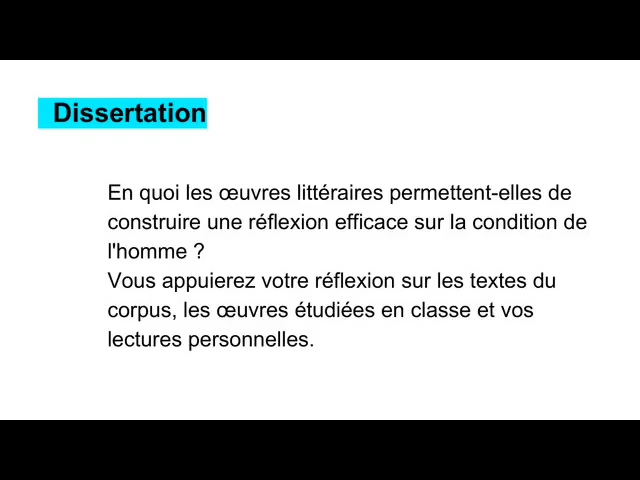 Dissertation
En quoi les œuvres littéraires permettent-elles de
construire une réflexion efficace sur la condition de
l'homme ?
Vous appuierez votre réflexion sur les textes du
corpus, les œuvres étudiées en classe et vos
lectures personnelles.